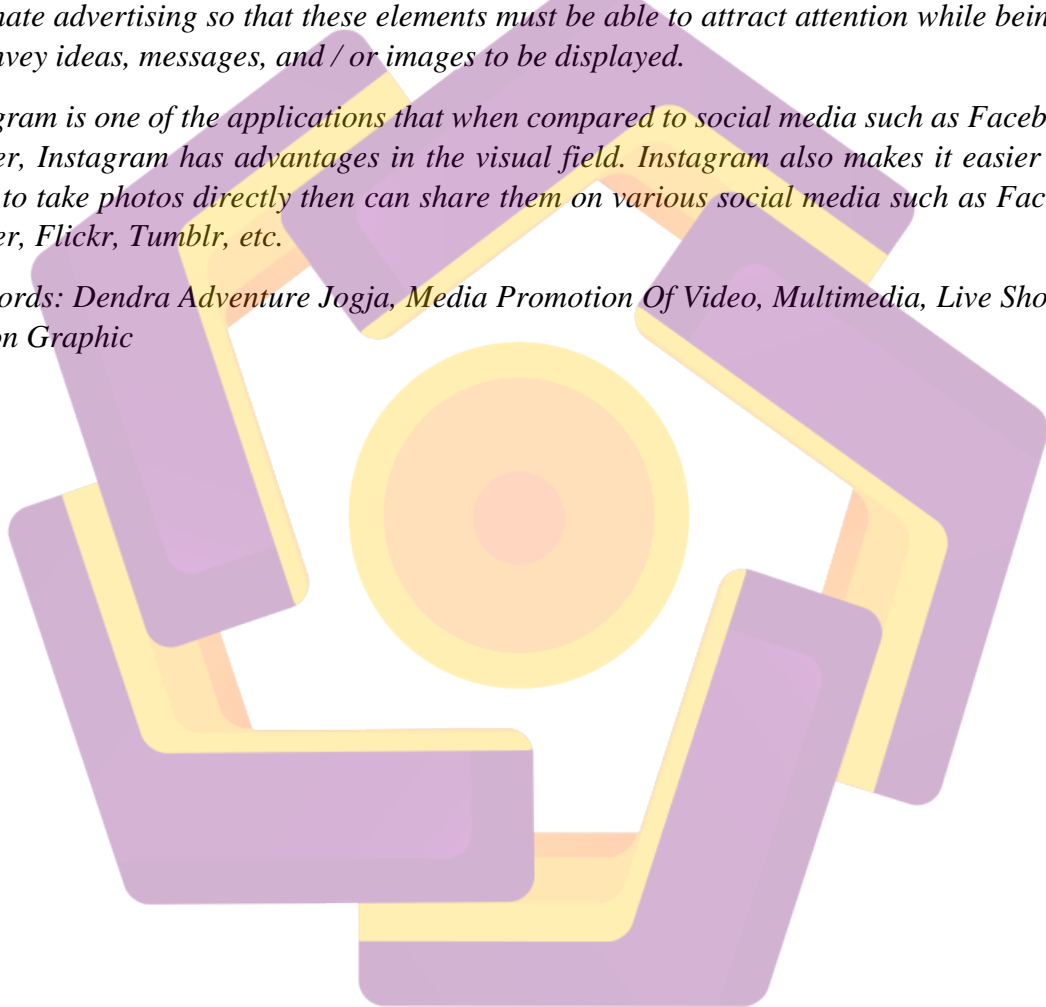 nate advertising so that these elements must be able to attract attention while bein
nvey ideas, messages, and / or images to be displayed.
gram is one of the applications that when compared to social media such as Faceb
er, Instagram has advantages in the visual field. Instagram also makes it easier
to take photos directly then can share them on various social media such as Fac
er, Flickr, Tumblr, etc.
ords: Dendra Adventure Jogja, Media Promotion Of Video, Multimedia, Live Sho
on Graphic